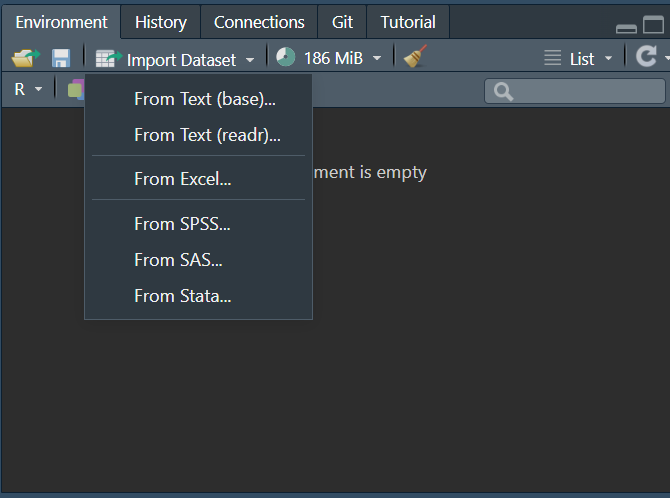 Environment History Connections Git Tutorial
Import Dataset 186 MiB List
R
From Text (base)...
From Text (readr)...
From Excel...
ment is empty
From SPSS...
From SAS...
From Stata...